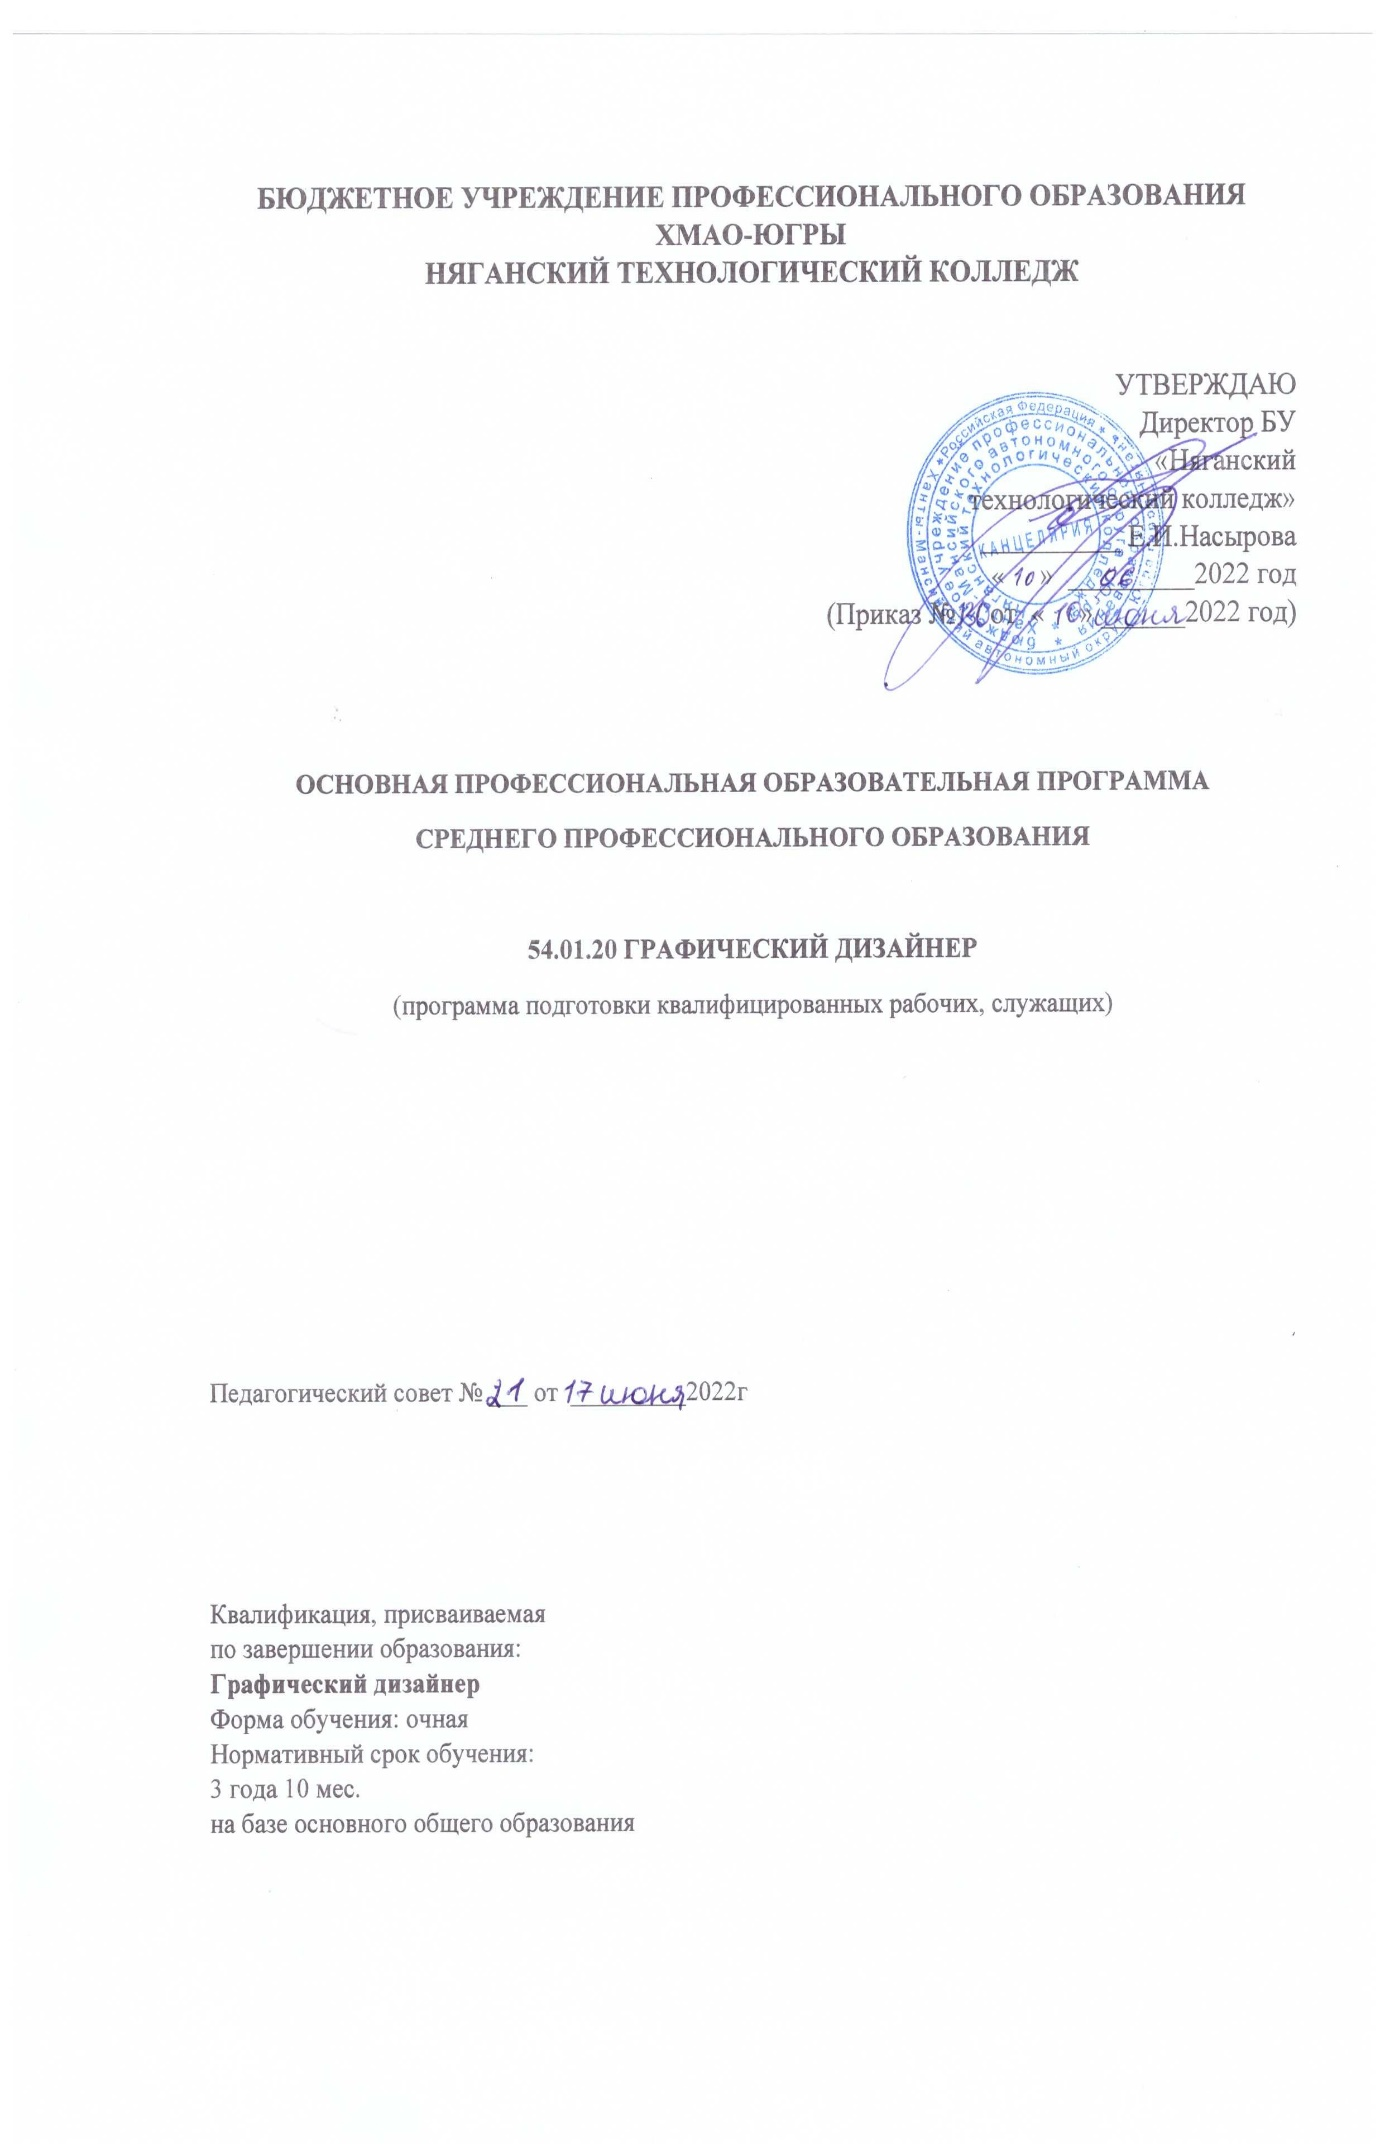 БЮДЖЕТНОЕ УЧРЕЖДЕНИЕ ПРОФЕССИОНАЛЬНОГО ОБРАЗОВАНИЯ
ХМАО-ЮГРЫ
НЯГАНСКИЙ ТЕХНОЛОГИЧЕСКИЙ КОЛЛЕДЖ
УТВЕРЖДАЮ
Директор БУ
«Няганский
технологический колледж»
Е.И.Насырова
« 10 » 06 2022 год
(Приказ № от « 10 » июня 2022 год)
КАНЦЕЛЯРИЯ
ОСНОВНАЯ ПРОФЕССИОНАЛЬНАЯ ОБРАЗОВАТЕЛЬНАЯ ПРОГРАММА
СРЕДНЕГО ПРОФЕССИОНАЛЬНОГО ОБРАЗОВАНИЯ
54.01.20 ГРАФИЧЕСКИЙ ДИЗАЙНЕР
(программа подготовки квалифицированных рабочих, служащих)
Педагогический совет № 21 от 17 июня 2022г
Квалификация, присваиваемая
по завершении образования:
Графический дизайнер
Форма обучения: очная
Нормативный срок обучения:
3 года 10 мес.
на базе основного общего образования